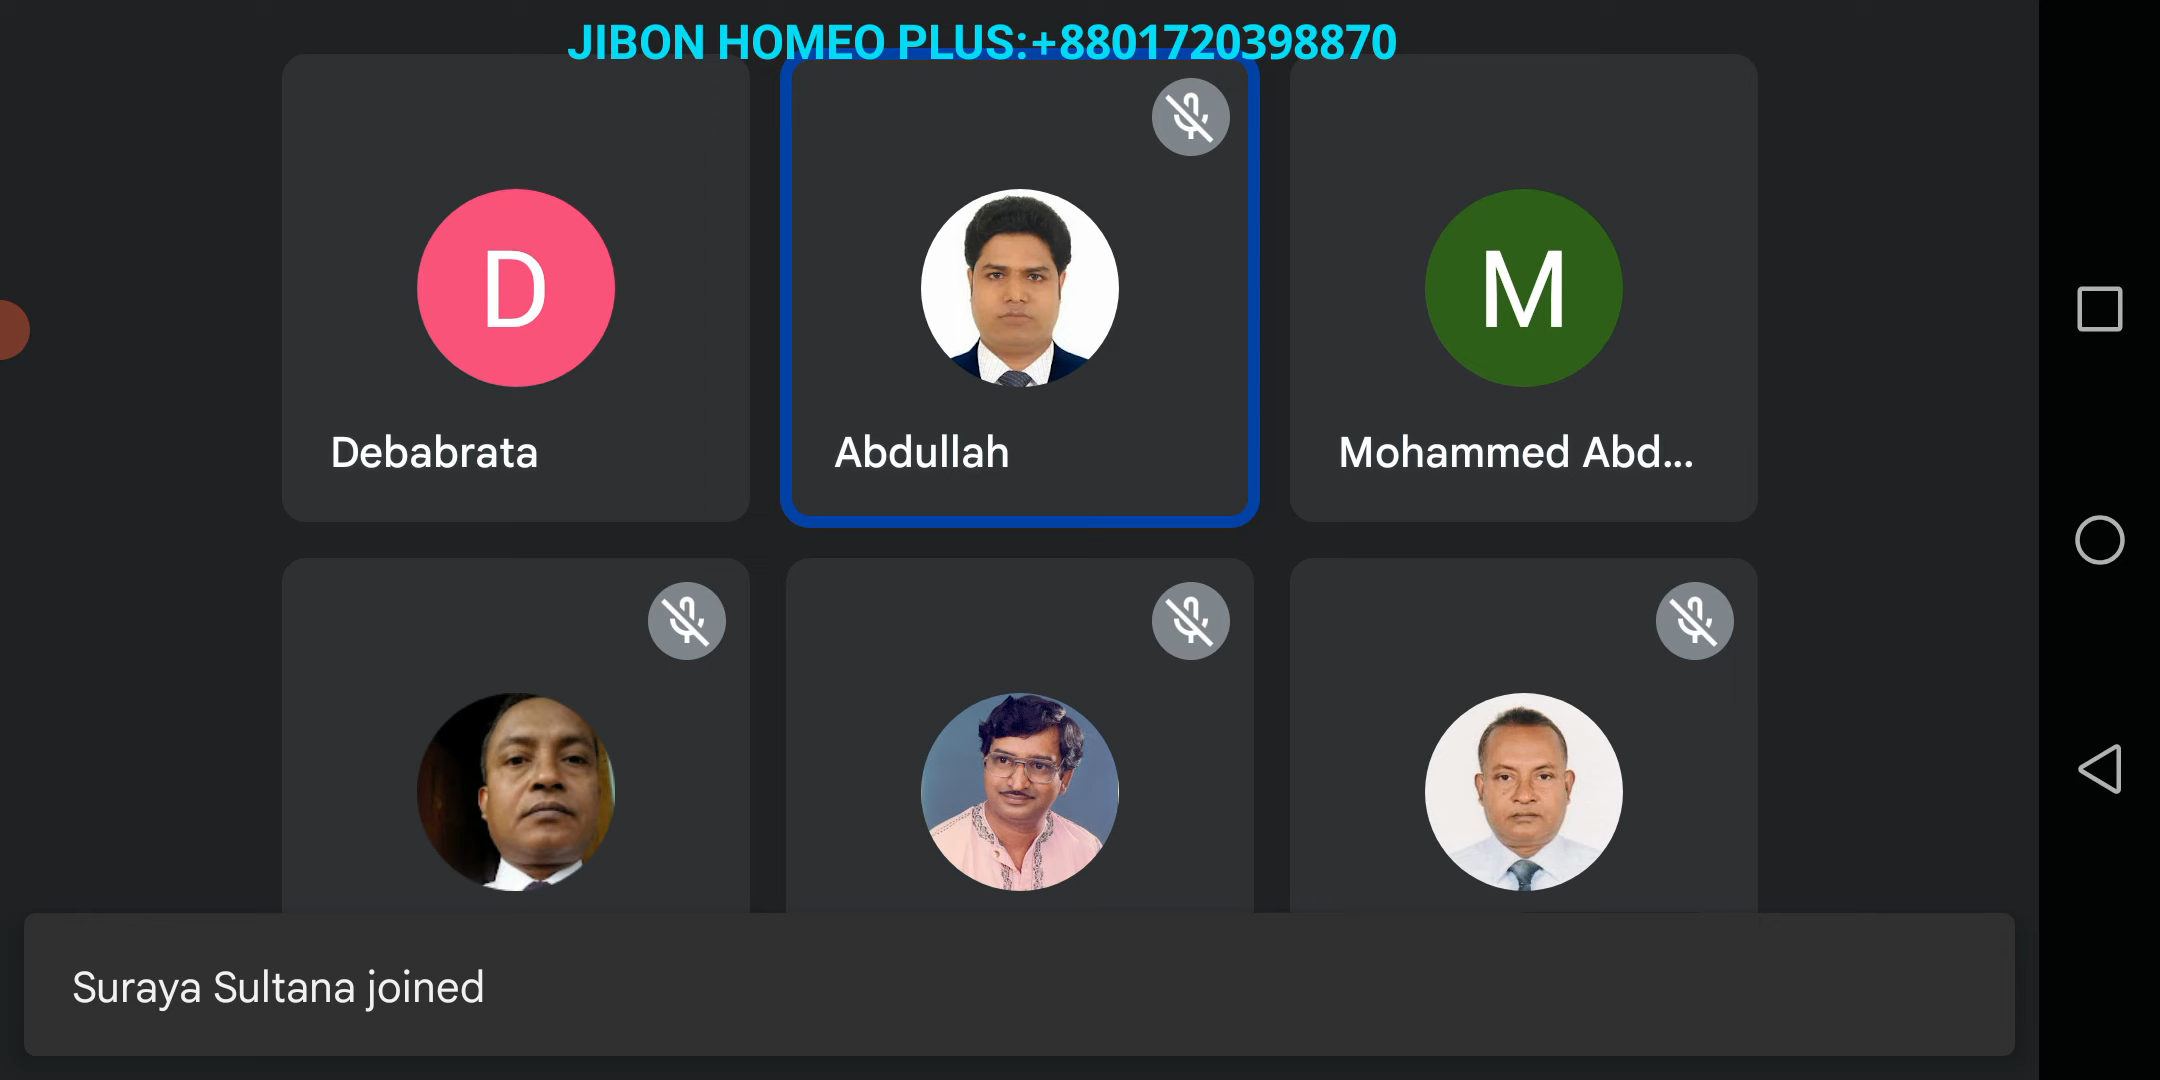 JIBON HOMEO PLUS:+8801720398870
D
M
Debabrata
Abdullah
Mohammed Abd...
Suraya Sultana joined